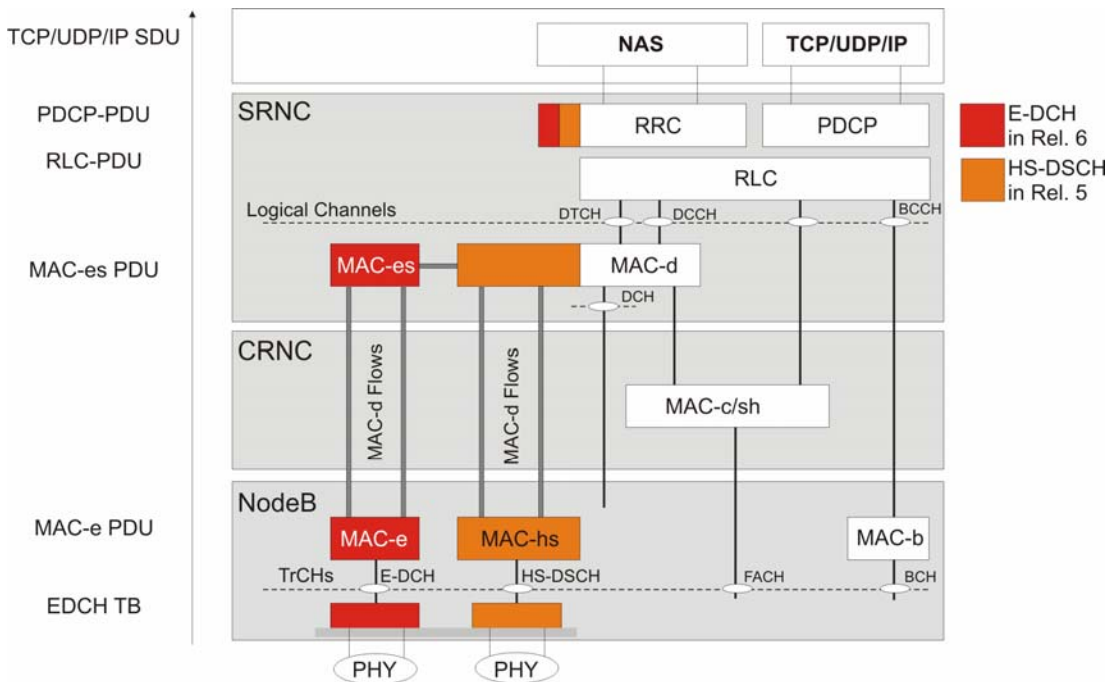 TCP/UDP/IP SDU
NAS
TCP/UDP/IP
SRNC
PDCP-PDU
RRC
PDCP
E-DCH
in Rel. 6
RLC-PDU
RLC
HS-DSCH
in Rel. 5
Logical Channels
DTCH
DCCH
BCCH
MAC-es PDU
MAC-es
MAC-d
DCH
CRNC
MAC-d Flows
MAC-d Flows
MAC-c/sh
NodeB
MAC-e PDU
MAC-e
MAC-hs
MAC-b
TrCHs
E-DCH
HS-DSCH
FACH
BCH
EDCH TB
PHY
PHY